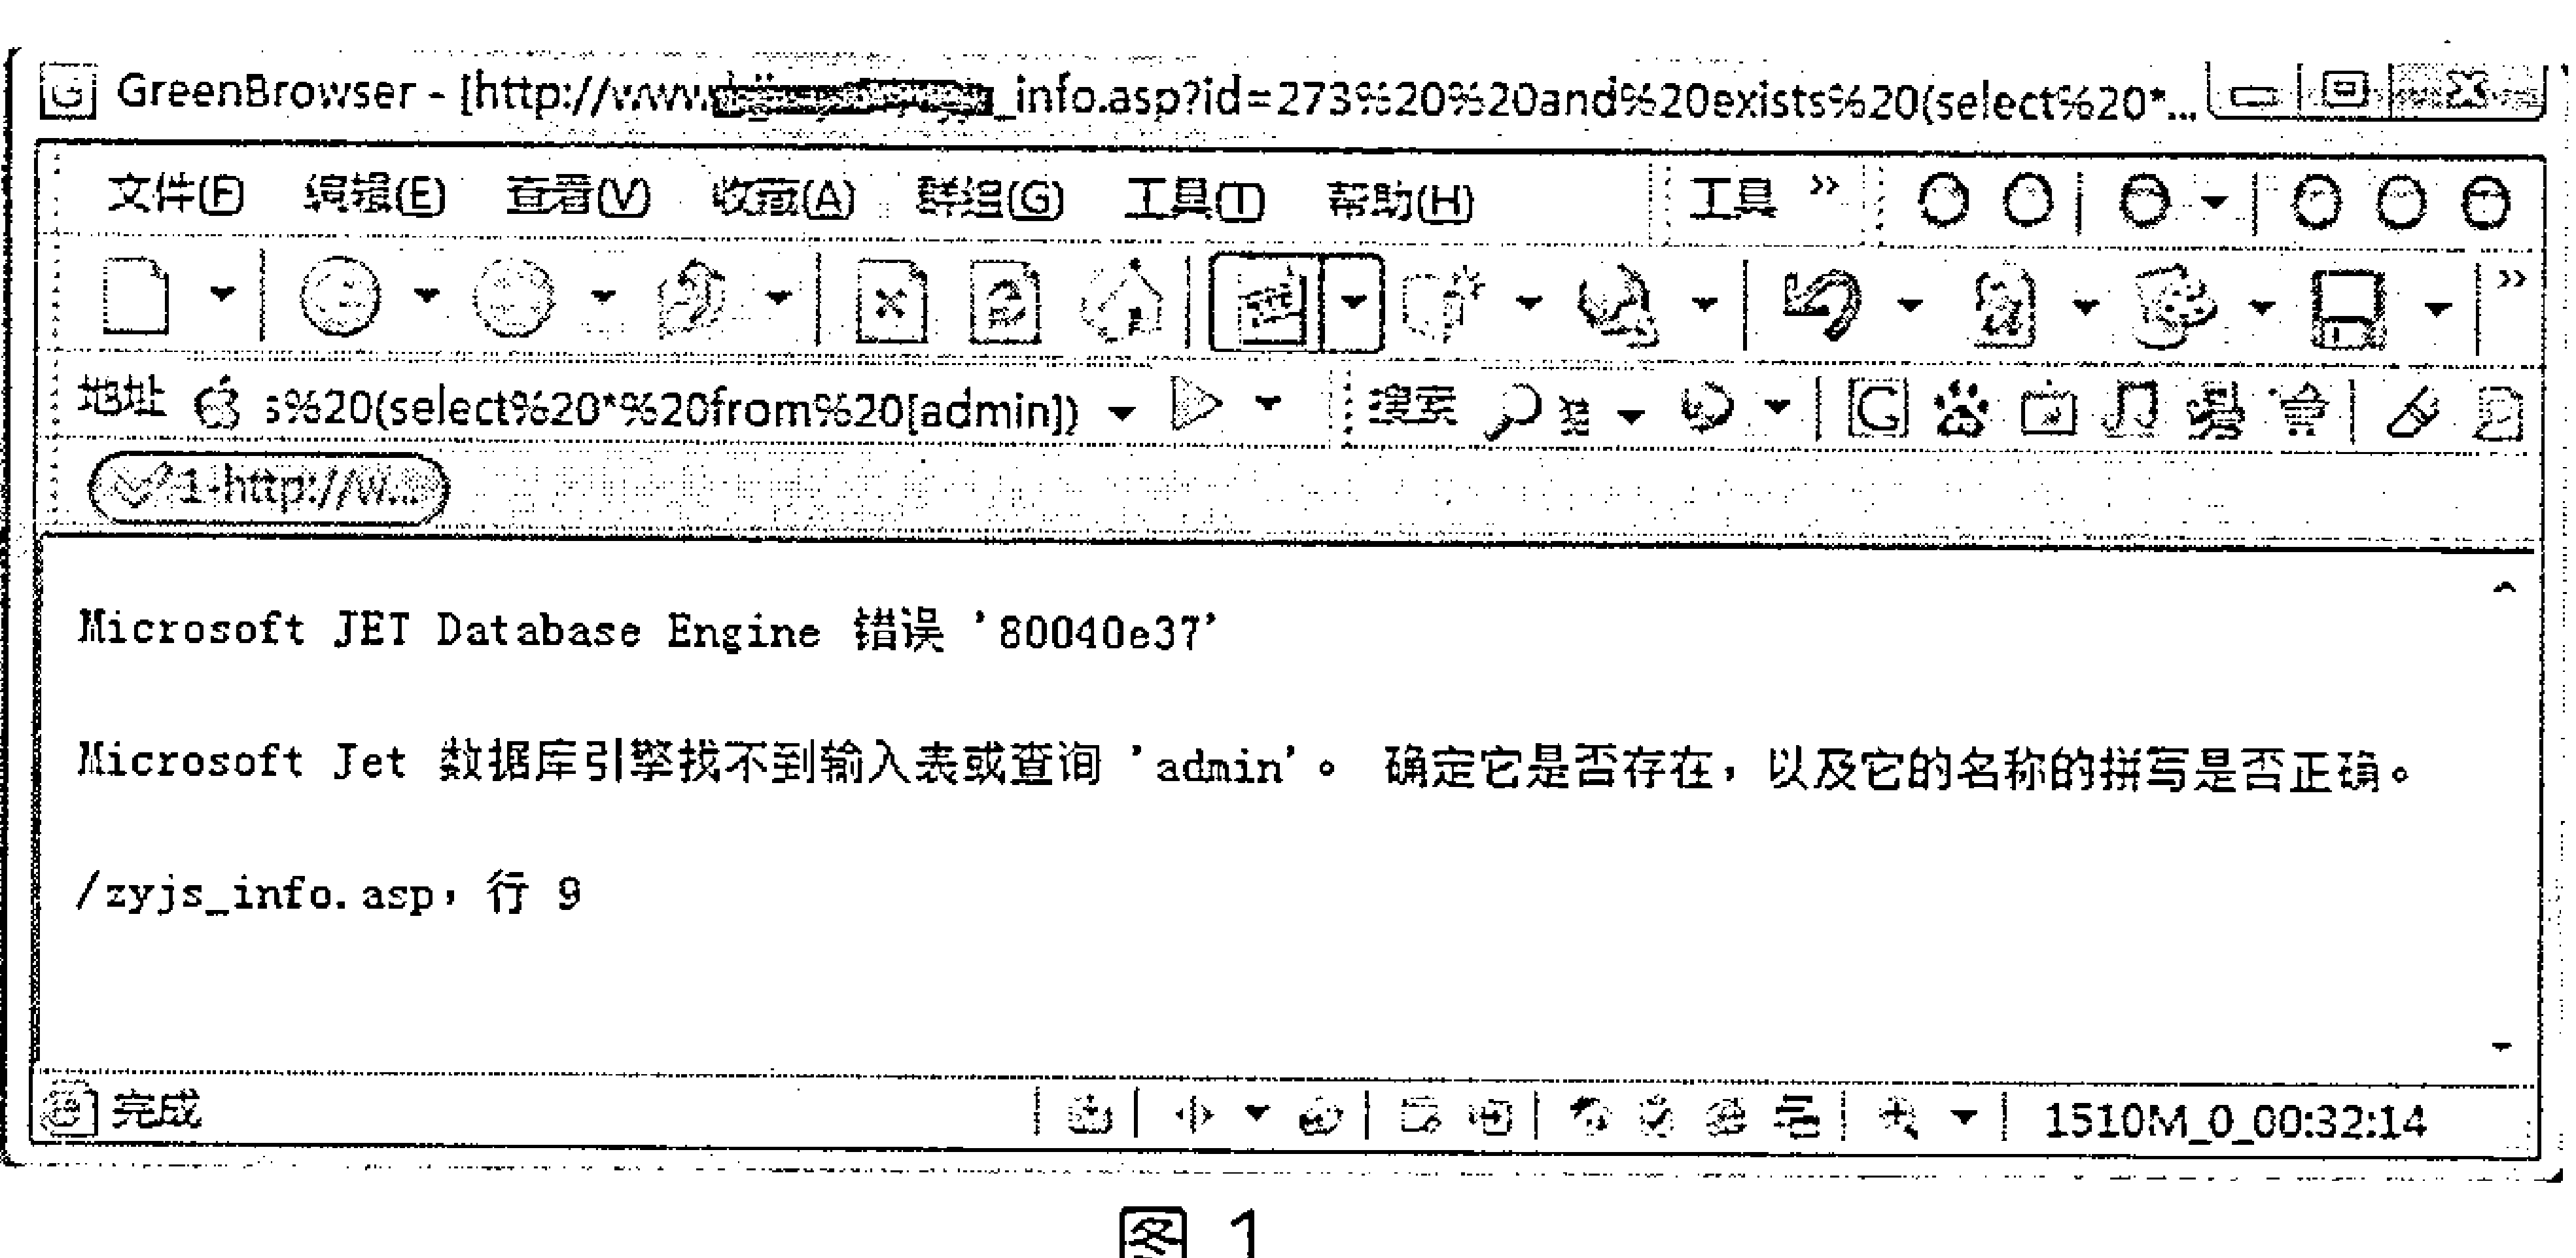 GreenBrowser - [http://www. _info.asp?id=273%20%20and%20exists%20(select%20*...
文件(F) 编辑(E) 查看(V) 收藏(A) 群组(G) 工具(T) 帮助(H) 工具 »
地址 s%20(select%20*%20from%20[admin]) 搜索
1-http://w...
Microsoft JET Database Engine 错误 '80040e37'
Microsoft Jet 数据库引擎找不到输入表或查询 'admin'。 确定它是否存在，以及它的名称的拼写是否正确。
/zyjs_info.asp，行 9
完成 1510M_0_00:32:14
图 1